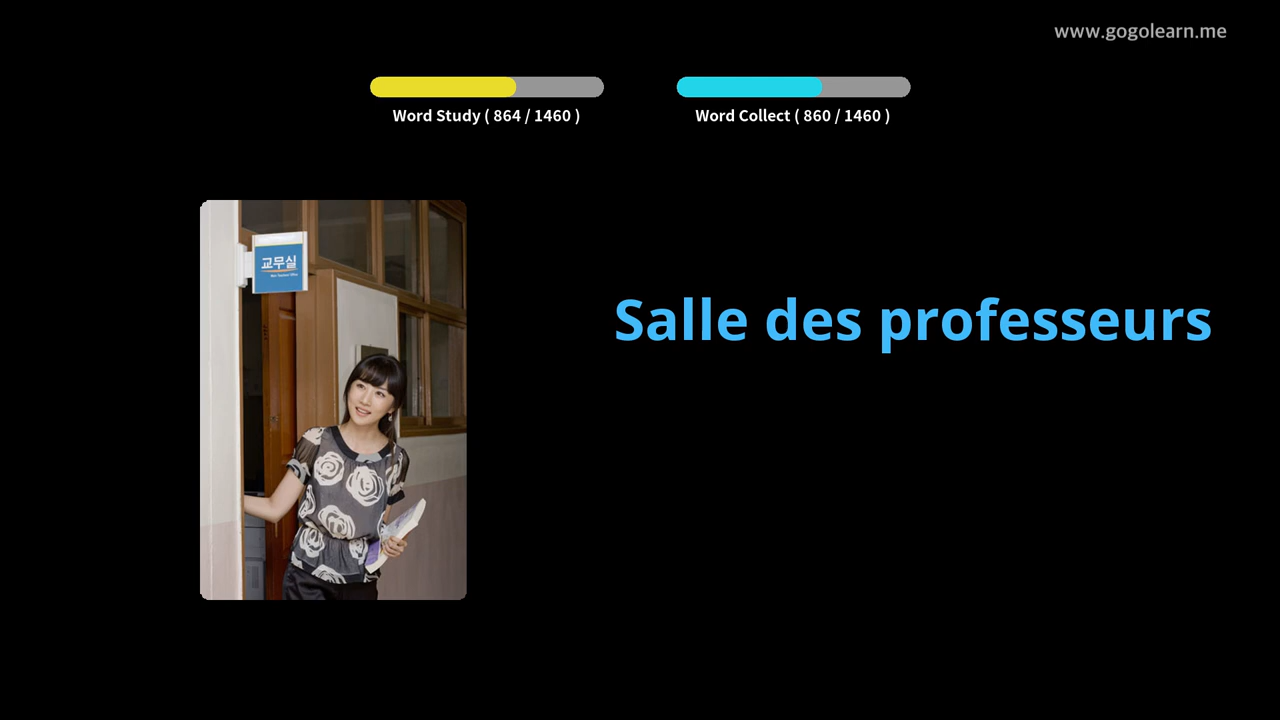 www.gogolearn.me
Word Study ( 864 / 1460 )
Word Collect ( 860 / 1460 )
교무실
Salle des professeurs